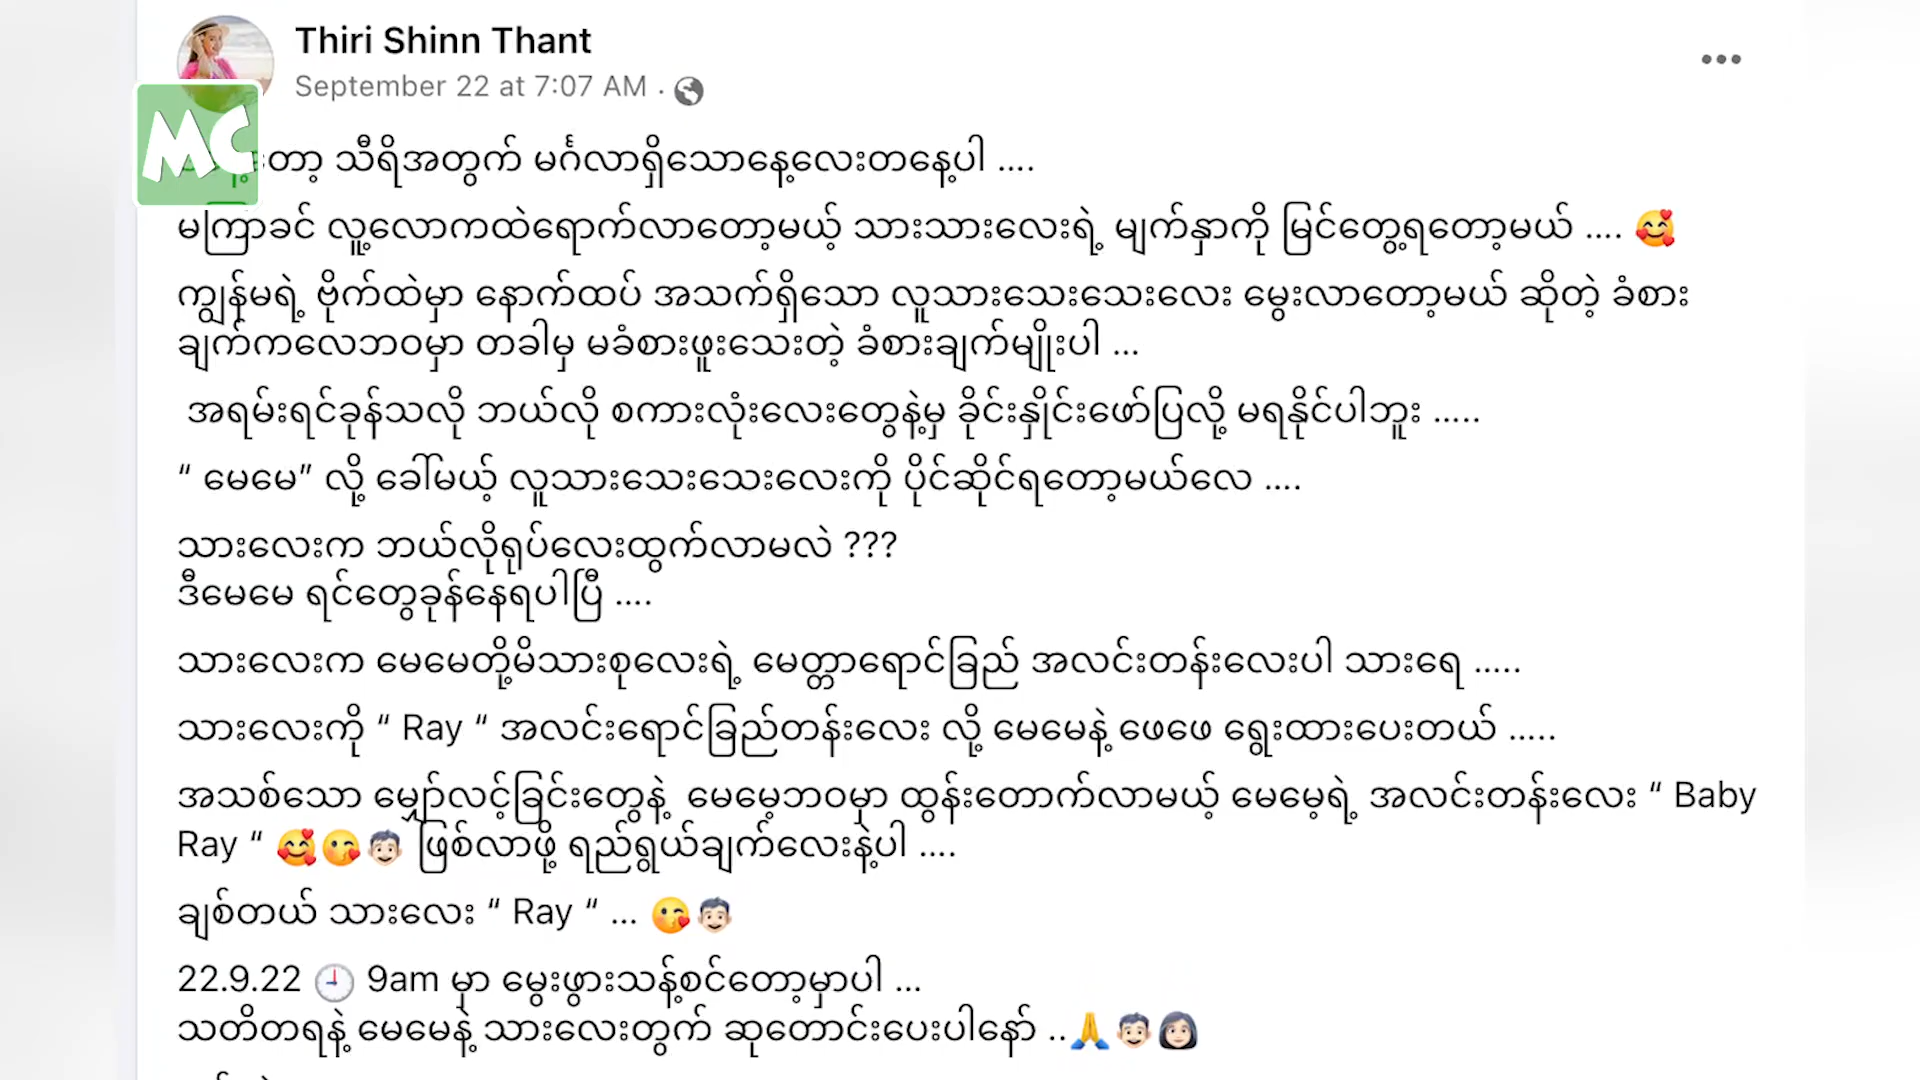 Thiri Shinn Thant
September 22 at 7:07 AM ·
MC
သီရိအတွက် မင်္ဂလာရှိသောနေ့လေးတနေ့ပါ ....
မကြာခင် လူ့လောကထဲရောက်လာတော့မယ့် သားသားလေးရဲ့ မျက်နှာကို မြင်တွေ့ရတော့မယ် .... 🥰
ကျွန်မရဲ့ ဗိုက်ထဲမှာ နောက်ထပ် အသက်ရှိသော လူသားသေးသေးလေး မွေးလာတော့မယ် ဆိုတဲ့ ခံစား
ချက်ကလေဘဝမှာ တခါမှ မခံစားဖူးသေးတဲ့ ခံစားချက်မျိုးပါ ...
အရမ်းရင်ခုန်သလို ဘယ်လို စကားလုံးလေးတွေနဲ့မှ ခိုင်းနှိုင်းဖော်ပြလို့ မရနိုင်ပါဘူး .....
“ မေမေ” လို့ ခေါ်မယ့် လူသားသေးသေးလေးကို ပိုင်ဆိုင်ရတော့မယ်လေ ....
သားလေးက ဘယ်လိုရုပ်လေးထွက်လာမလဲ ???
ဒီမေမေ ရင်တွေခုန်နေရပါပြီ ....
သားလေးက မေမေတို့မိသားစုလေးရဲ့ မေတ္တာရောင်ခြည် အလင်းတန်းလေးပါ သားရေ .....
သားလေးကို “ Ray “ အလင်းရောင်ခြည်တန်းလေး လို့ မေမေနဲ့ ဖေဖေ ရွေးထားပေးတယ် .....
အသစ်သော မျှော်လင့်ခြင်းတွေနဲ့ မေမေ့ဘဝမှာ ထွန်းတောက်လာမယ့် မေမေ့ရဲ့ အလင်းတန်းလေး “ Baby
Ray “ 🥰😘👦🏻 ဖြစ်လာဖို့ ရည်ရွယ်ချက်လေးနဲ့ပါ ....
ချစ်တယ် သားလေး “ Ray “ ... 😘👦🏻
22.9.22 🕘 9am မှာ မွေးဖွားသန့်စင်တော့မှာပါ ...
သတိတရနဲ့ မေမေနဲ့ သားလေးတွက် ဆုတောင်းပေးပါနော် ..🙏👦🏻👩🏻